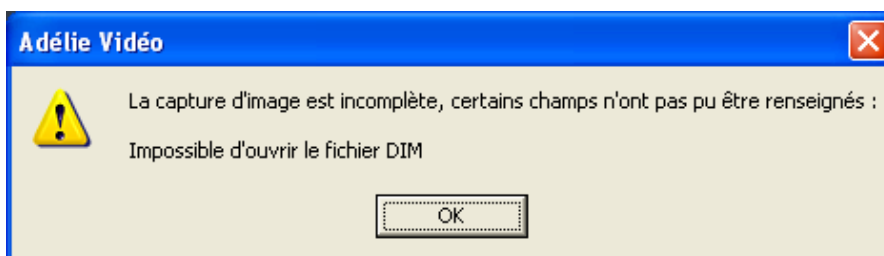 Adélie Vidéo
La capture d'image est incomplète, certains champs n'ont pas pu être renseignés :
Impossible d'ouvrir le fichier DIM
OK